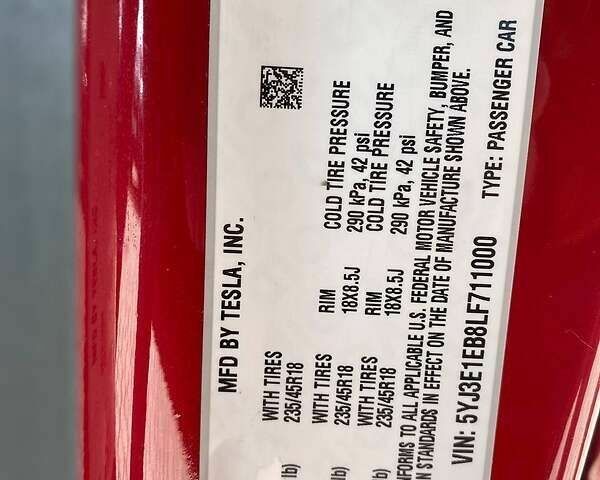 MFD BY TESLA, INC.
WITH TIRES RIM COLD TIRE PRESSURE
235/45R18 18X8.5J 290 kPa, 42 psi
lb) WITH TIRES RIM COLD TIRE PRESSURE
235/45R18 18X8.5J 290 kPa, 42 psi
lb) WITH TIRES
235/45R18
NFORMS TO ALL APPLICABLE U.S. FEDERAL MOTOR VEHICLE SAFETY, BUMPER, AND
N STANDARDS IN EFFECT ON THE DATE OF MANUFACTURE SHOWN ABOVE.
VIN: 5YJ3E1EB8LF711000 TYPE: PASSENGER CAR